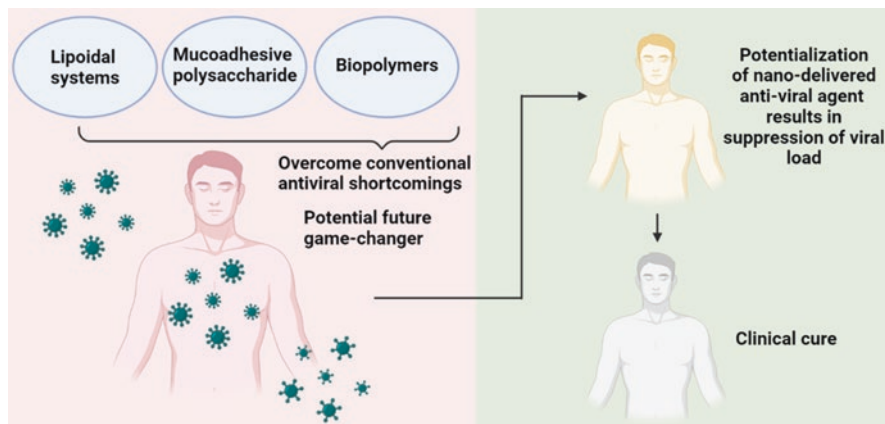 Lipoidal
systems
Mucoadhesive
polysaccharide
Biopolymers
Overcome conventional
antiviral shortcomings
Potential future
game-changer
Potentialization
of nano-delivered
anti-viral agent
results in
suppression of viral
load
Clinical cure